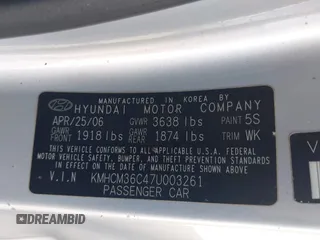 MANUFACTURED IN KOREA BY
HYUNDAI MOTOR COMPANY
APR/25/06 GVWR 3638 lbs PAINT 5S
GAWR FRONT 1918 lbs GAWR REAR 1874 lbs TRIM WK
THIS VEHICLE CONFORMS TO ALL APPLICABLE FEDERAL MOTOR
VEHICLE SAFETY, BUMPER, AND THEFT PREVENTION STANDARDS
IN EFFECT ON THE DATE OF MANUFACTURE SHOWN ABOVE.
V.I.N KMHCM36C47U003261
PASSENGER CAR
V
DREAMBID